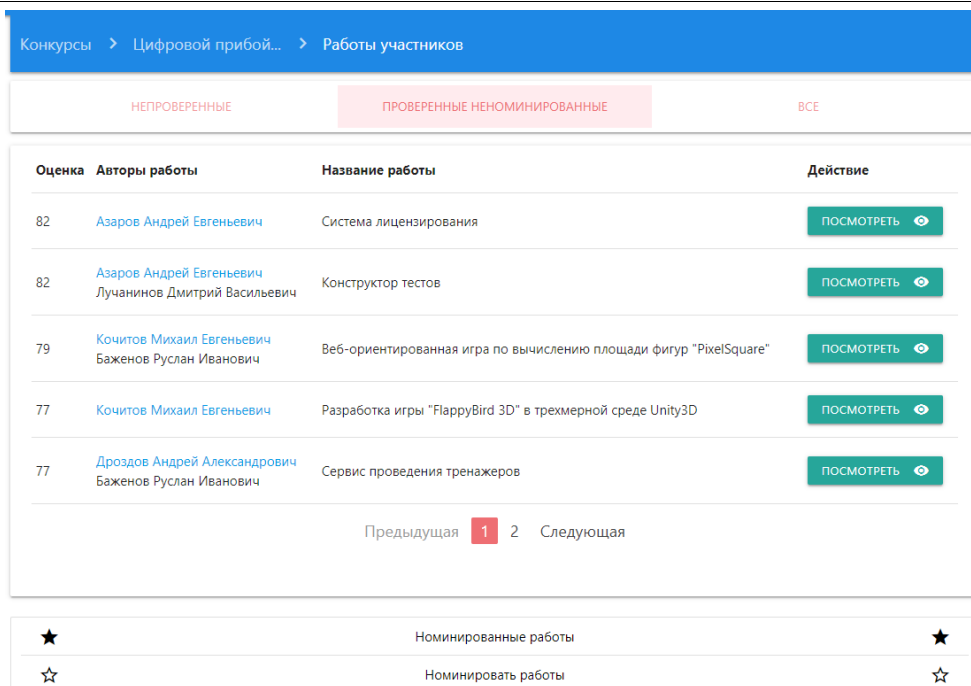 Конкурсы > Цифровой прибой... > Работы участников
НЕПРОВЕРЕННЫЕ ПРОВЕРЕННЫЕ НЕНОМИНИРОВАННЫЕ ВСЕ
Оценка Авторы работы Название работы Действие
82 Азаров Андрей Евгеньевич Система лицензирования ПОСМОТРЕТЬ
Азаров Андрей Евгеньевич
82 Лучанинов Дмитрий Васильевич Конструктор тестов ПОСМОТРЕТЬ
Кочитов Михаил Евгеньевич
79 Баженов Руслан Иванович Веб-ориентированная игра по вычислению площади фигур "PixelSquare" ПОСМОТРЕТЬ
77 Кочитов Михаил Евгеньевич Разработка игры "FlappyBird 3D" в трехмерной среде Unity3D ПОСМОТРЕТЬ
Дроздов Андрей Александрович
77 Баженов Руслан Иванович Сервис проведения тренажеров ПОСМОТРЕТЬ
Предыдущая 1 2 Следующая
Номинированные работы
Номинировать работы